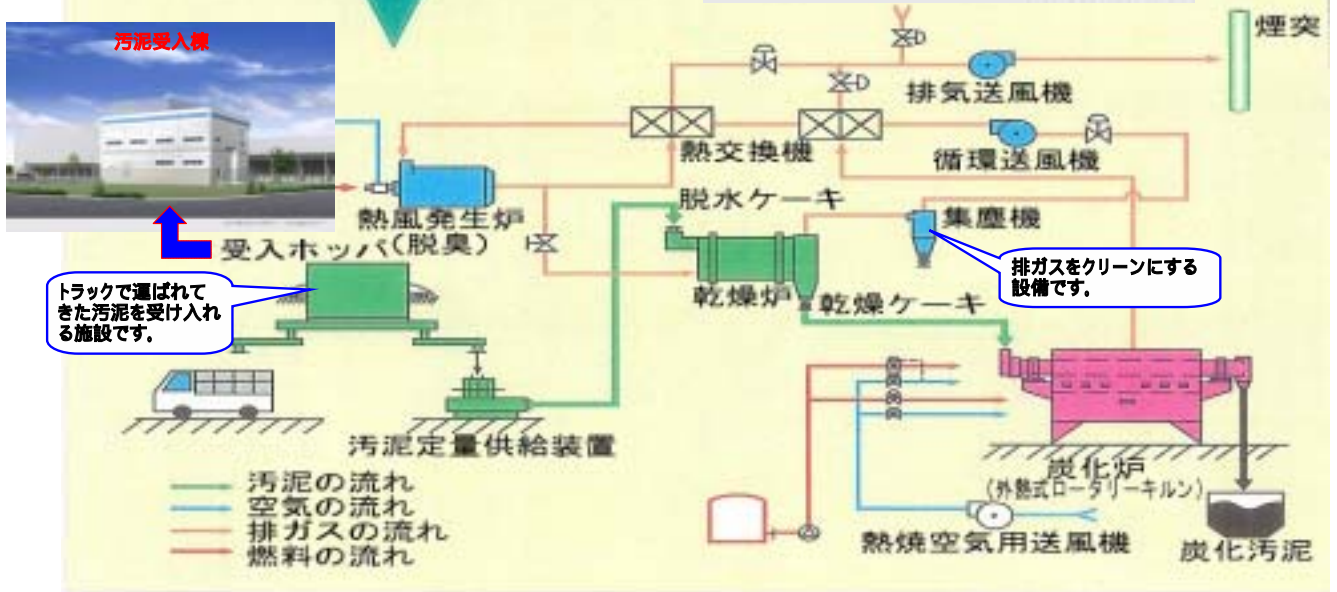 汚泥受入棟
煙突
排気送風機
熱交換機
循環送風機
脱水ケーキ
熱風発生炉
(脱臭)
集塵機
受入ホッパ
排ガスをクリーンにする
設備です。
トラックで運ばれて
きた汚泥を受け入れ
る施設です。
乾燥炉
乾燥ケーキ
汚泥定量供給装置
炭化炉
(外熱式ロータリーキルン)
汚泥の流れ
空気の流れ
排ガスの流れ
燃料の流れ
熱焼空気用送風機
炭化汚泥